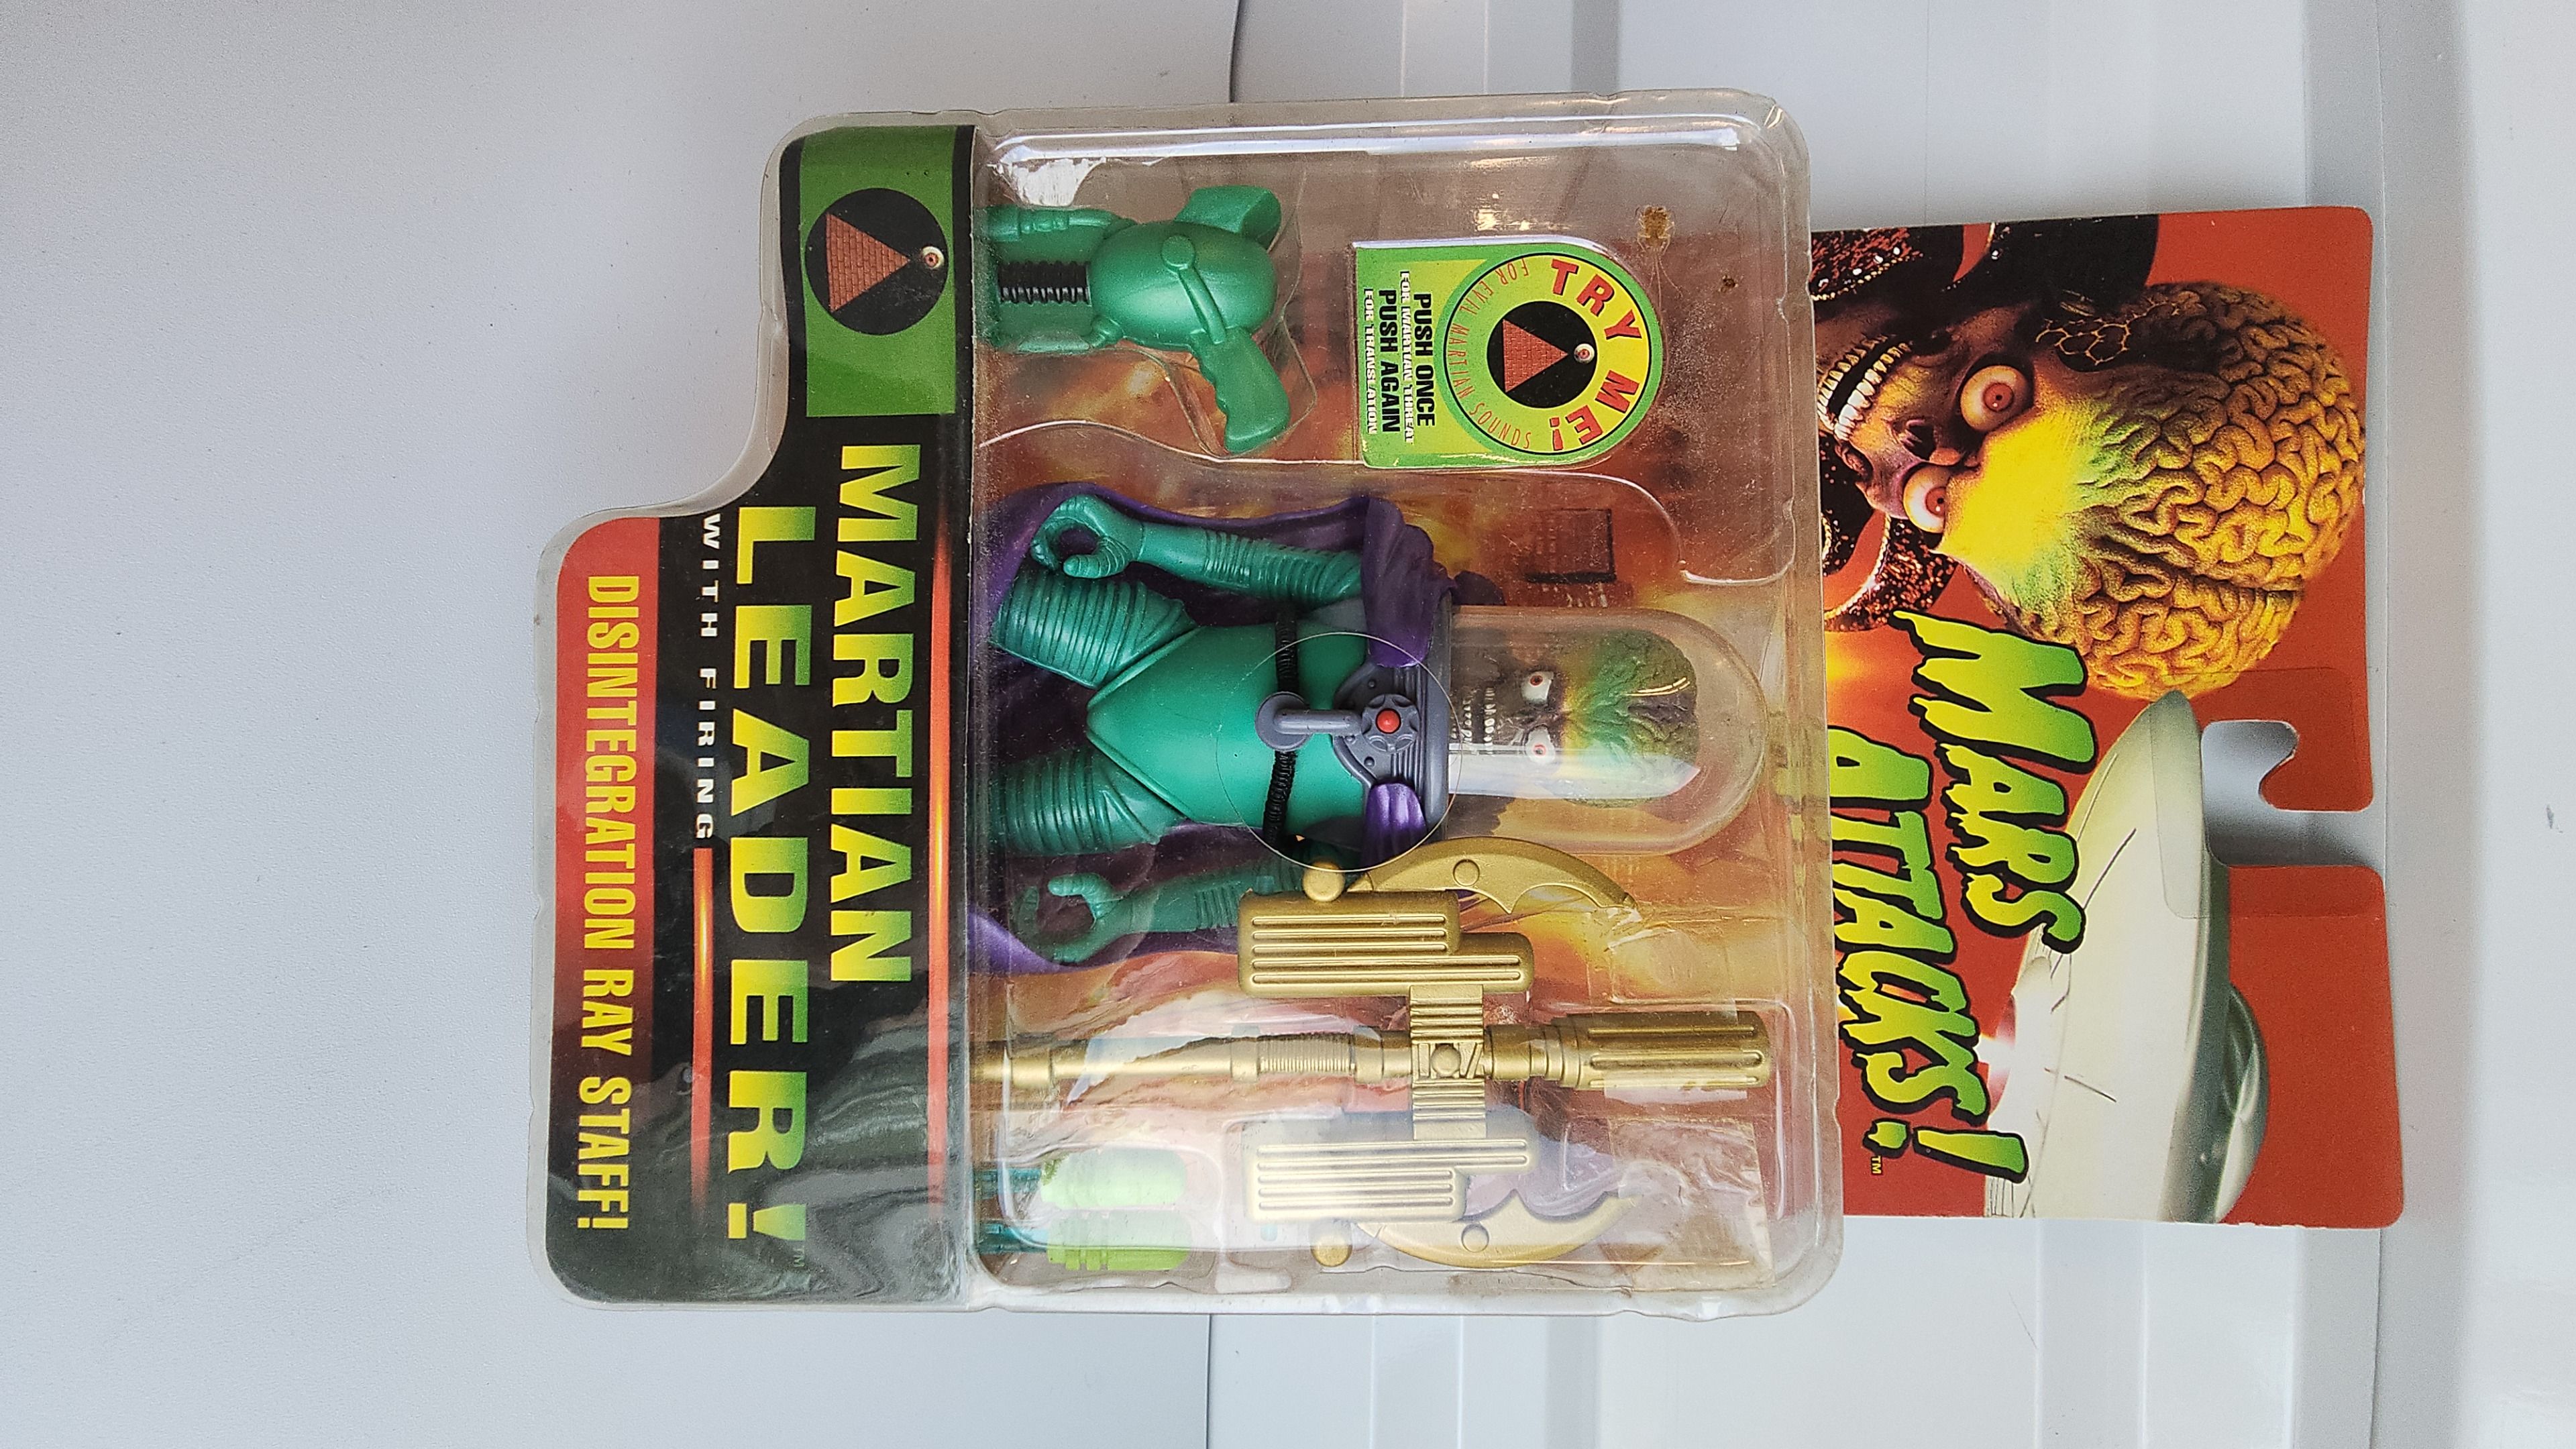 MARS
ATTACKS!™
TRY ME!
FOR EVIL MARTIAN SOUNDS
PUSH ONCE
FOR MARTIAN THREAT
PUSH AGAIN
FOR TRANSLATION
MARTIAN
LEADER!™
WITH FIRING
DISINTEGRATION RAY STAFF!